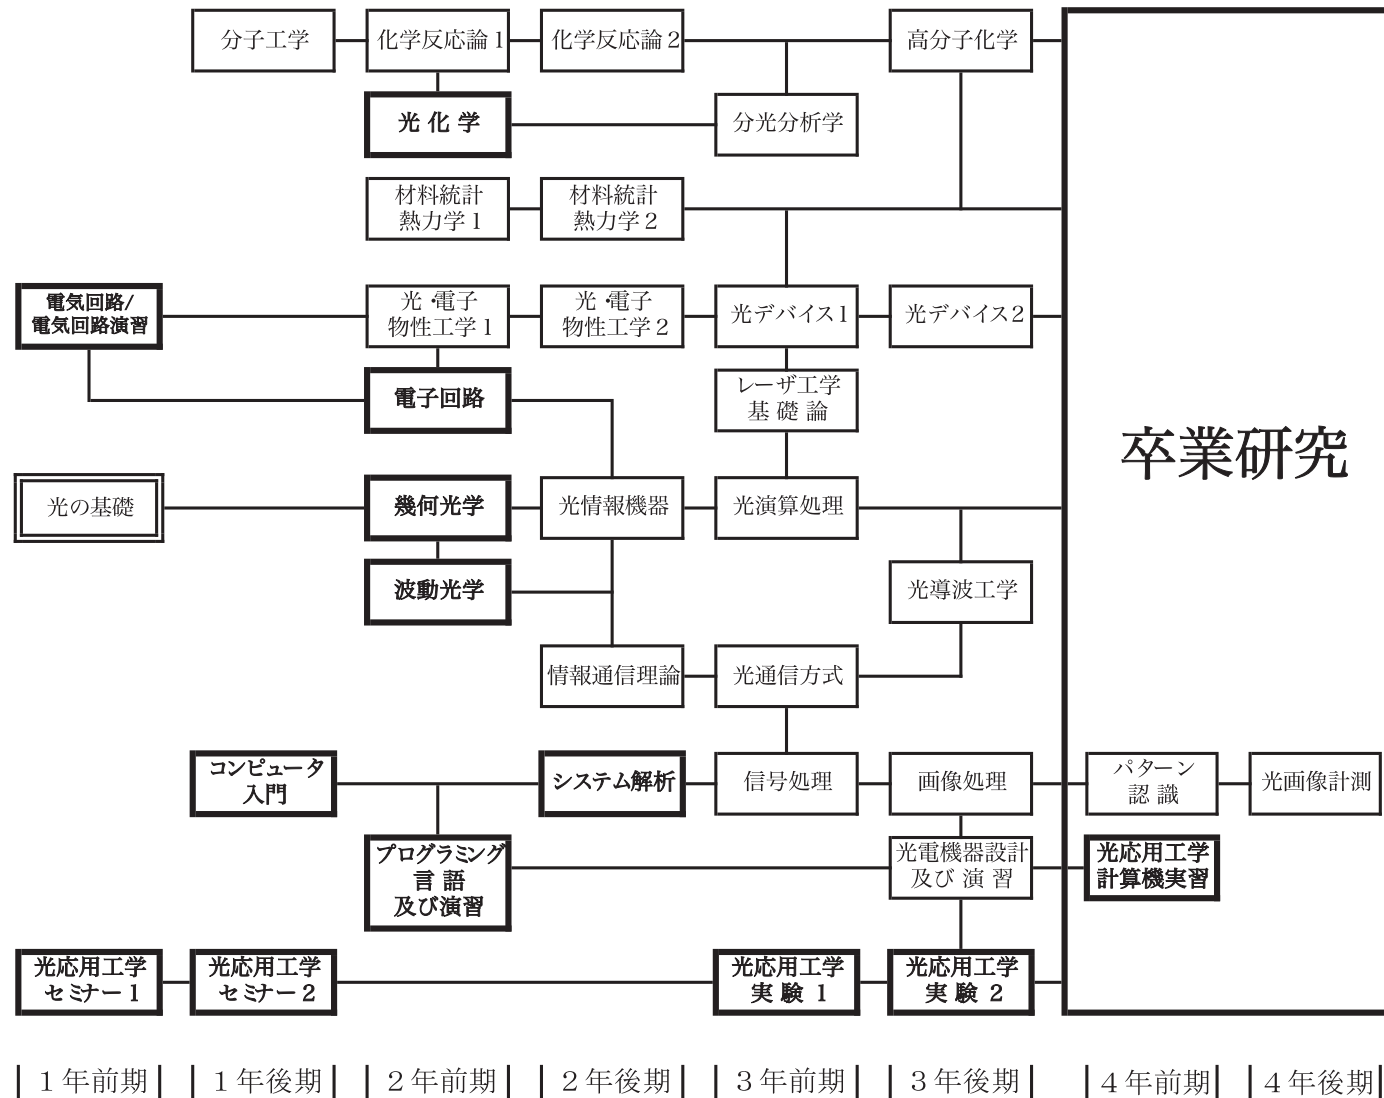 分子工学
化学反応論1
化学反応論2
高分子化学
光 化 学
分光分析学
材料統計
熱力学1
材料統計
熱力学2
電気回路/
電気回路演習
光・電子
物性工学1
光・電子
物性工学2
光デバイス1
光デバイス2
電子回路
レーザ工学
基 礎 論
卒業研究
光の基礎
幾何光学
光情報機器
光演算処理
波動光学
光導波工学
情報通信理論
光通信方式
コンピュータ
入門
システム解析
信号処理
画像処理
パターン
認 識
光画像計測
プログラミング
言 語
及び演習
光電機器設計
及び 演 習
光応用工学
計算機実習
光応用工学
セミナー1
光応用工学
セミナー2
光応用工学
実 験 1
光応用工学
実 験 2
1年前期
1年後期
2年前期
2年後期
3年前期
3年後期
4年前期
4年後期